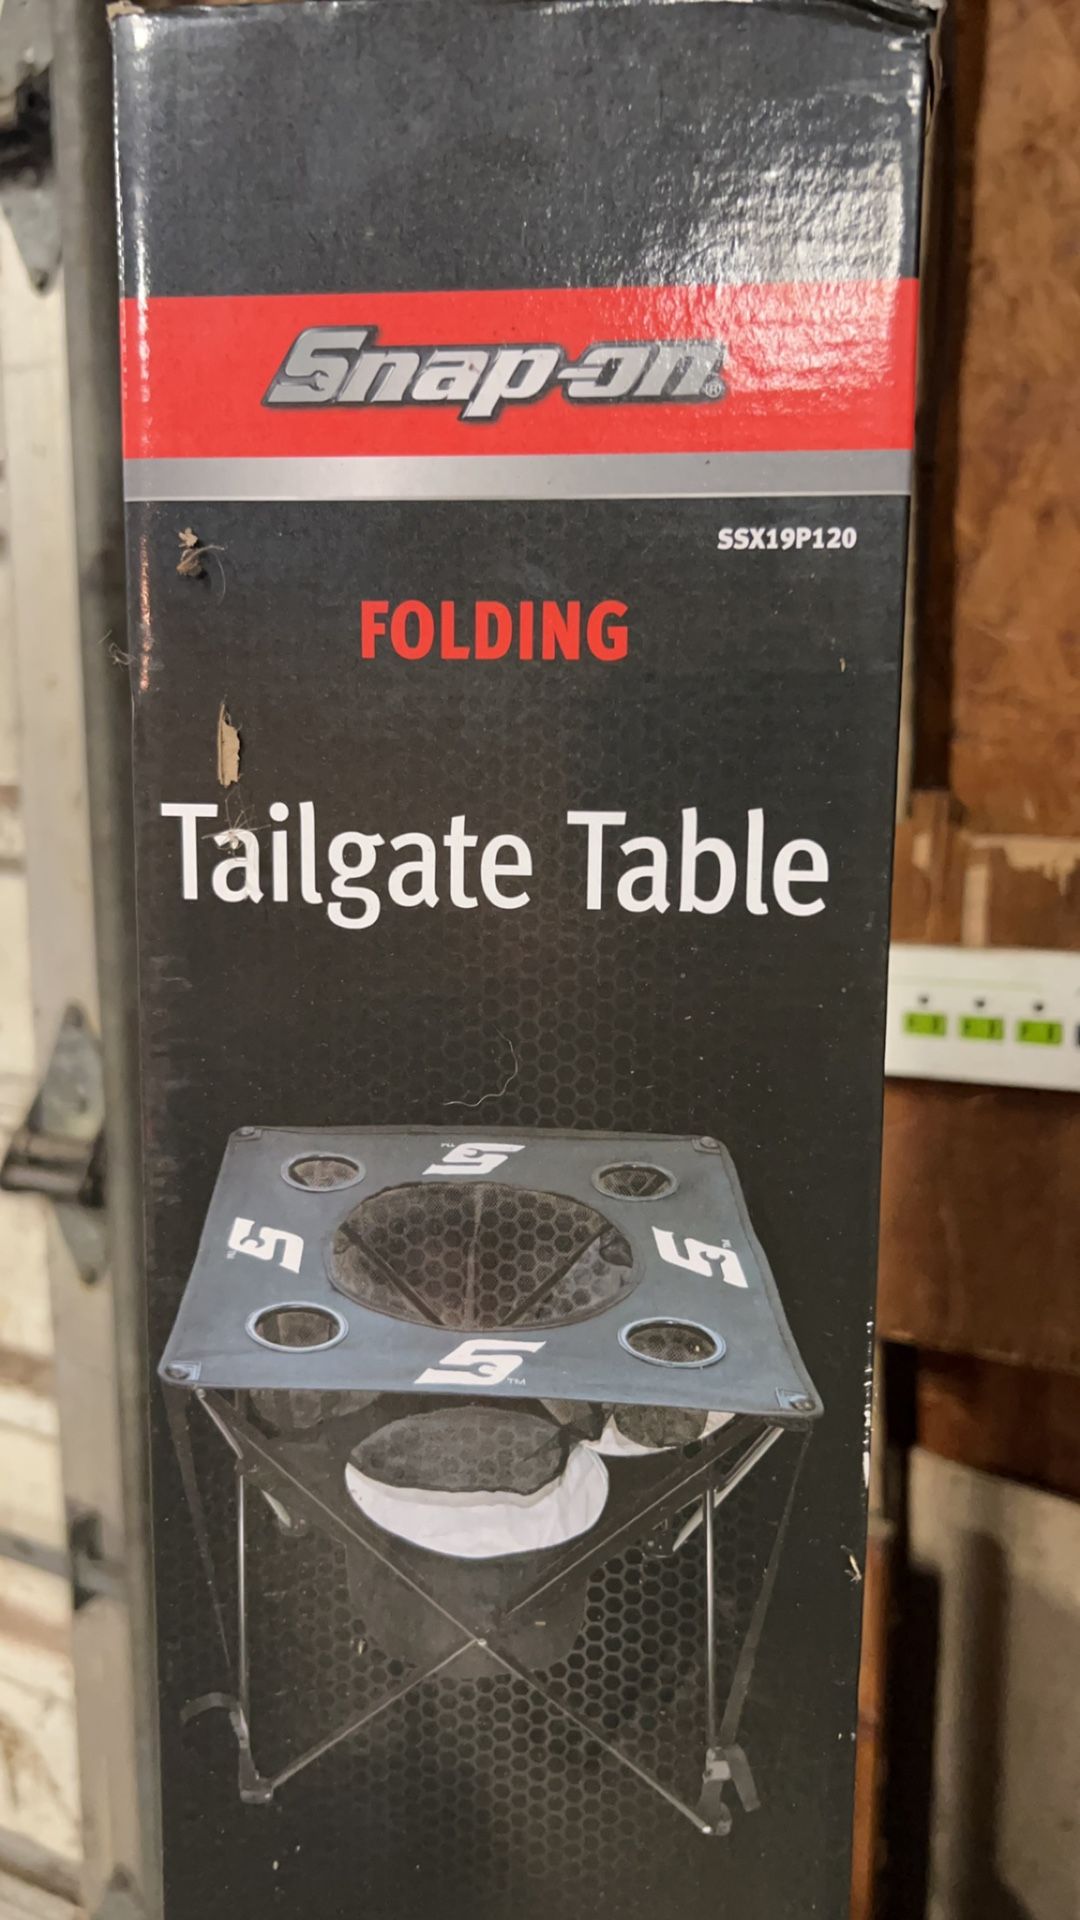 Snap-on®
SSX19P120
FOLDING
Tailgate Table